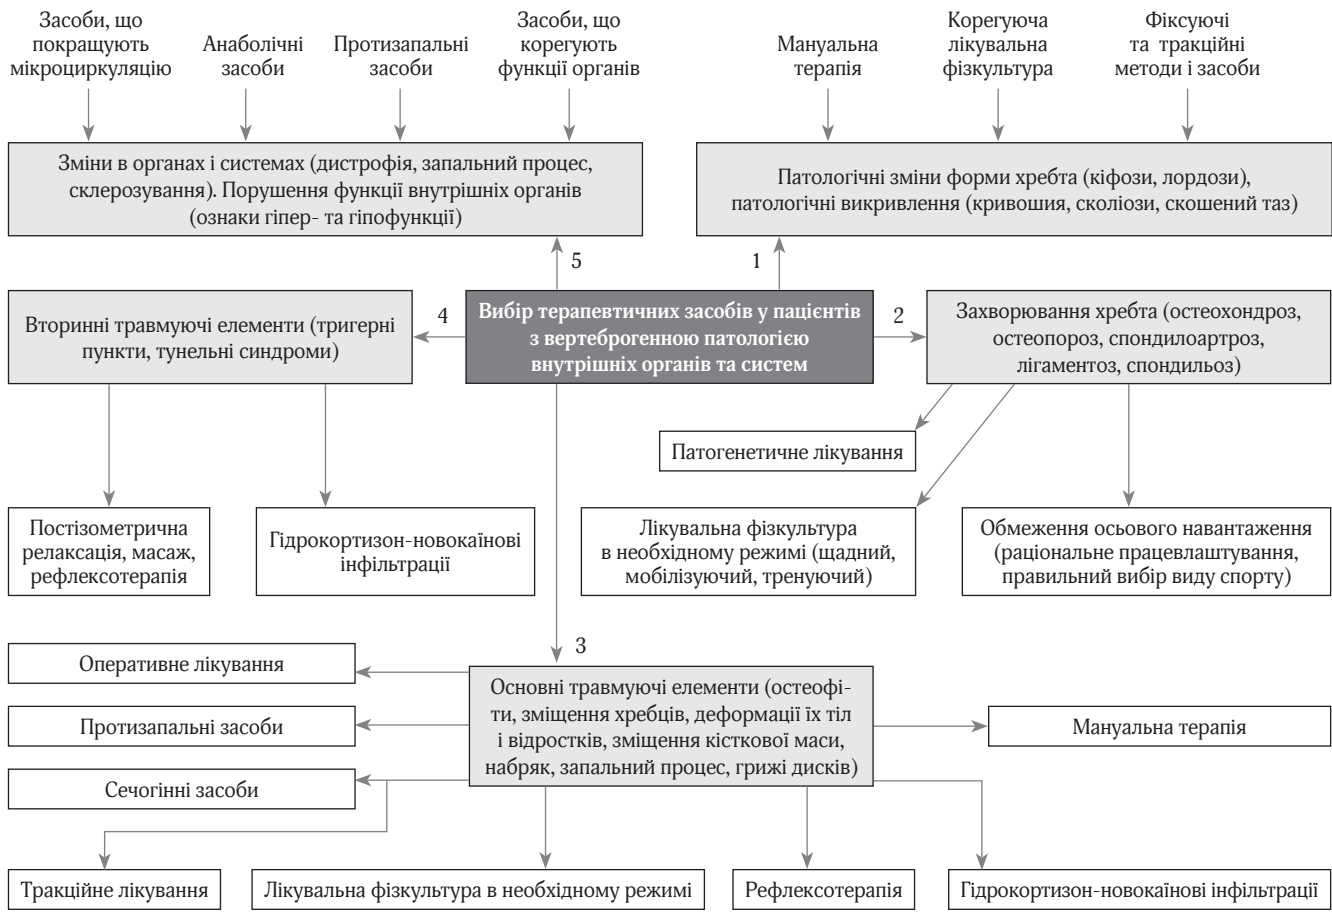 Засоби, що
покращують
мікроциркуляцію
Анаболічні
засоби
Протизапальні
засоби
Засоби, що
корегують
функції органів
Мануальна
терапія
Корегуюча
лікувальна
фізкультура
Фіксуючі
та тракційні
методи і засоби
Зміни в органах і системах (дистрофія, запальний процес,
склерозування). Порушення функції внутрішніх органів
(ознаки гіпер- та гіпофункції)
Патологічні зміни форми хребта (кіфози, лордози),
патологічні викривлення (кривошия, сколіози, скошений таз)
5
1
Вторинні травмуючі елементи (тригерні
пункти, тунельні синдроми)
4
Вибір терапевтичних засобів у пацієнтів
з вертеброгенною патологією
внутрішніх органів та систем
2
Захворювання хребта (остеохондроз,
остеопороз, спондилоартроз,
лігаментоз, спондильоз)
Патогенетичне лікування
Постізометрична
релаксація, масаж,
рефлексотерапія
Гідрокортизон-новокаїнові
інфільтрації
Лікувальна фізкультура
в необхідному режимі (щадний,
мобілізуючий, тренуючий)
Обмеження осьового навантаження
(раціональне працевлаштування,
правильний вибір виду спорту)
3
Оперативне лікування
Протизапальні засоби
Сечогінні засоби
Основні травмуючі елементи (остеофі-
ти, зміщення хребців, деформації їх тіл
і відростків, зміщення кісткової маси,
набряк, запальний процес, грижі дисків)
Мануальна терапія
Тракційне лікування
Лікувальна фізкультура в необхідному режимі
Рефлексотерапія
Гідрокортизон-новокаїнові інфільтрації